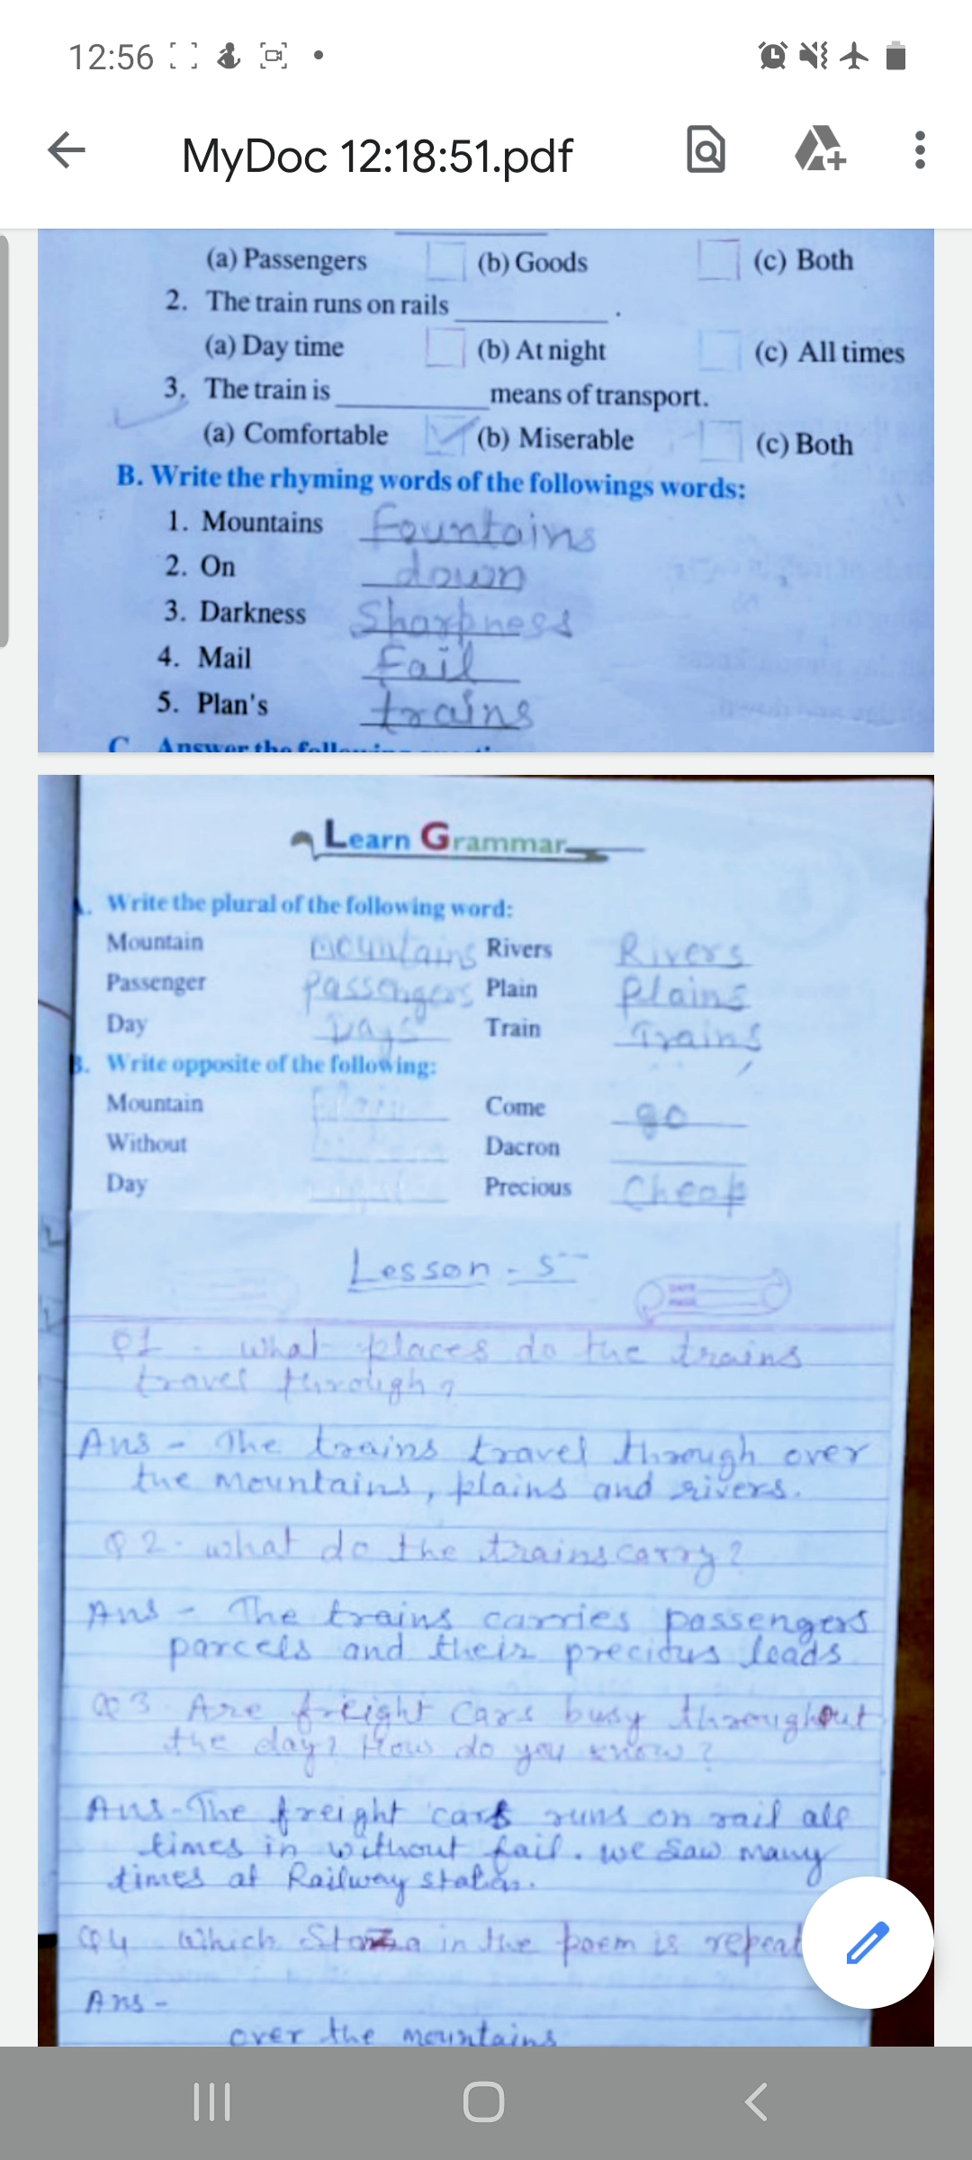 12:56
MyDoc 12:18:51.pdf
(a) Passengers (b) Goods (c) Both
2. The train runs on rails ____________ .
(a) Day time (b) At night (c) All times
3. The train is ____________ means of transport.
(a) Comfortable (b) Miserable (c) Both
B. Write the rhyming words of the followings words:
1. Mountains Fountains
2. On down
3. Darkness Sharpness
4. Mail Fail
5. Plan's trains
C. Answer the following
Learn Grammar
Write the plural of the following word:
Mountain Mountains Rivers Rivers
Passenger Passengers Plain Plains
Day Days Train Trains
B. Write opposite of the following:
Mountain Plain Come go
Without Dacron
Day night Precious Cheap
Lesson - 5
Q1 - what places do the trains
travel through?
Ans - The trains travel through over
the mountains, plains and rivers.
Q2. what do the trains carry?
Ans - The trains carries passengers
parcels and their precious loads
Q3. Are freight cars busy throughout
the day? How do you know?
Ans - The freight cars runs on rail all
times in without fail. we saw many
times at Railway station.
Q4 Which Stanza in the poem is repeat
Ans -
over the mountains